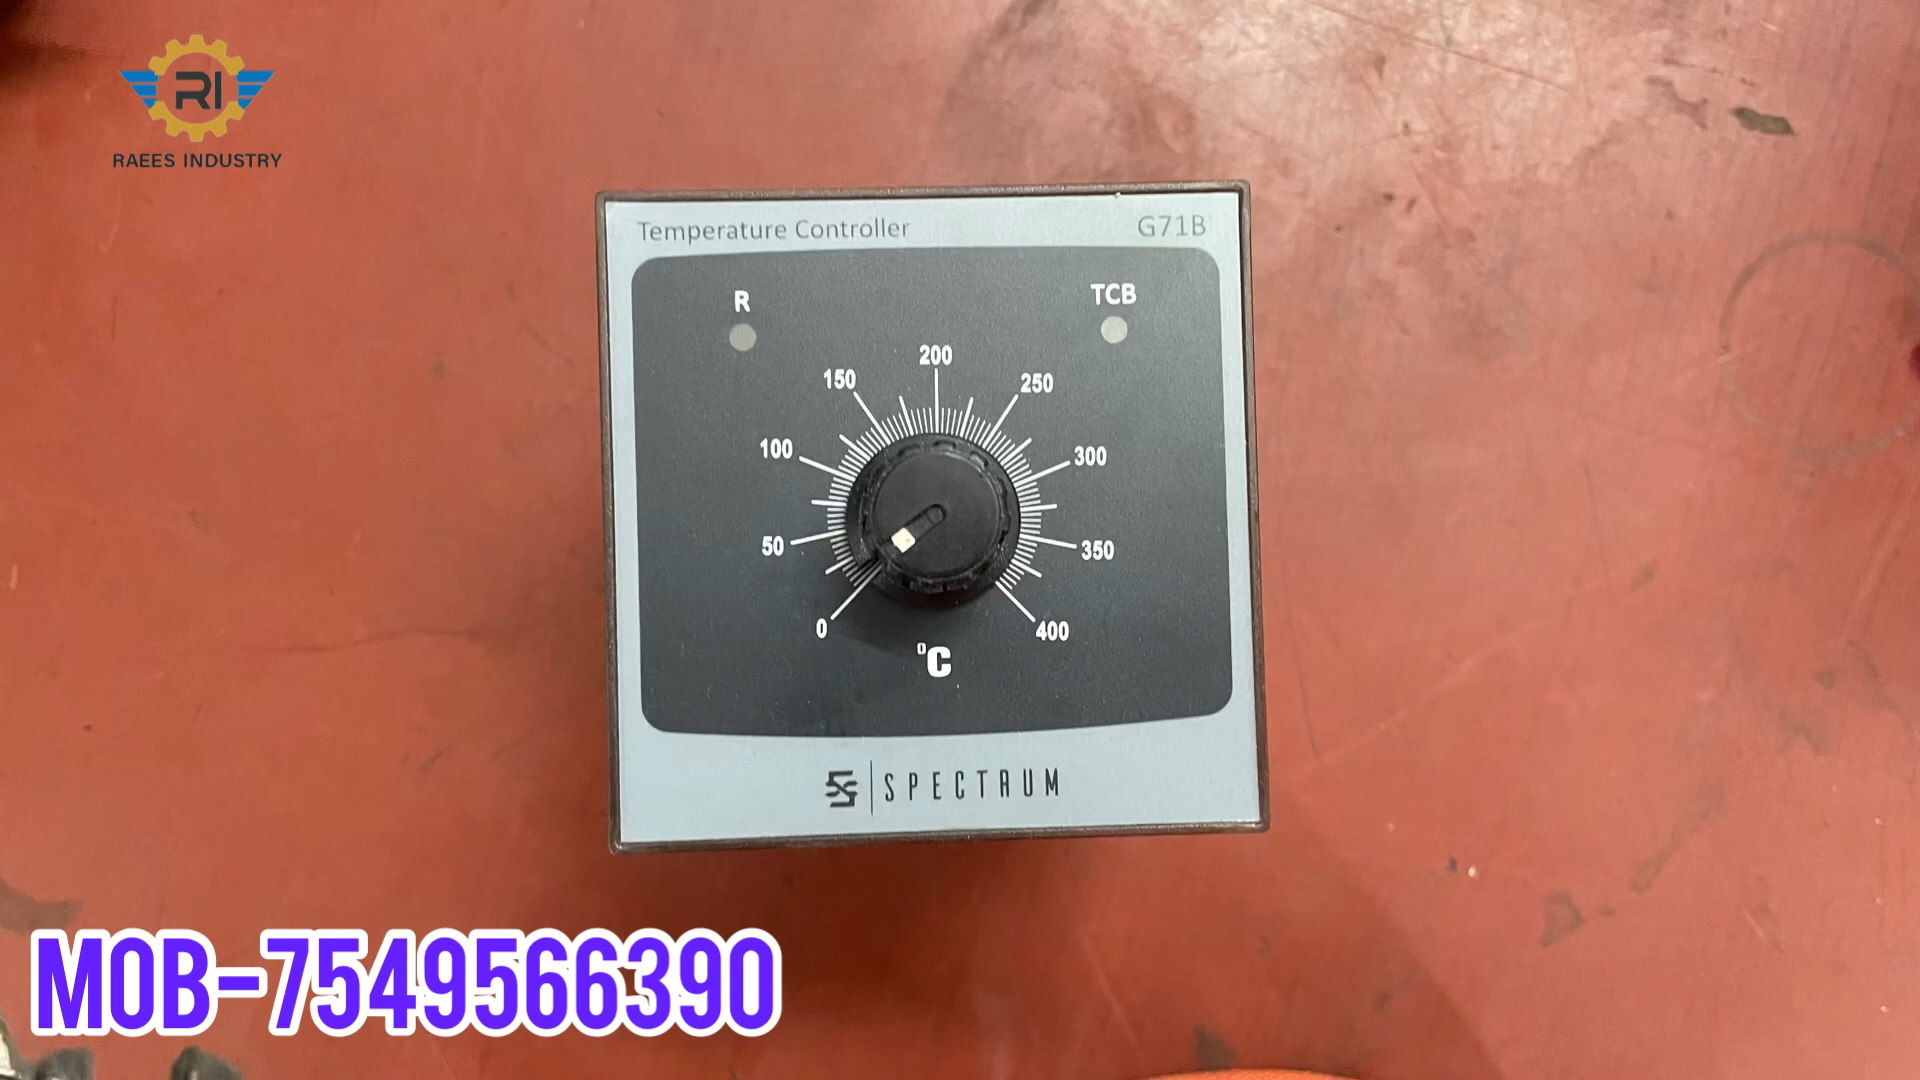 RI
RAEES INDUSTRY
Temperature Controller G71B
R TCB
200
150 250
100 300
50 350
0 400
°C
SPECTRUM
MOB-7549566390